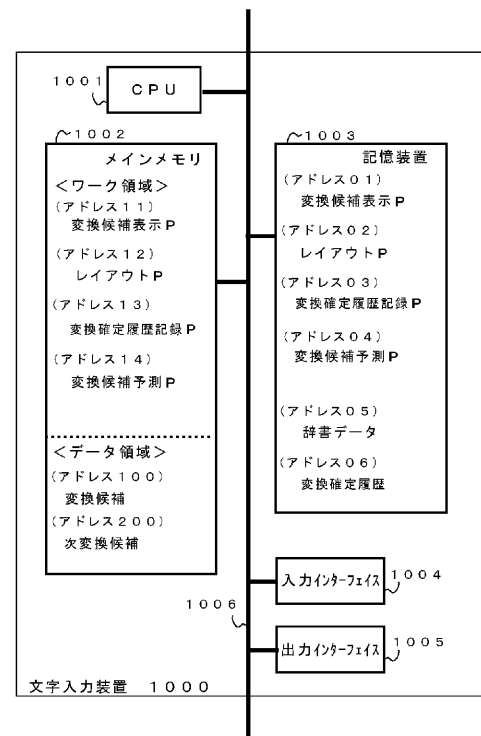 1001
CPU
1002
メインメモリ
＜ワーク領域＞
(アドレス11)
変換候補表示P
(アドレス12)
レイアウトP
(アドレス13)
変換確定履歴記録P
(アドレス14)
変換候補予測P
＜データ領域＞
(アドレス100)
変換候補
(アドレス200)
次変換候補
1003
記憶装置
(アドレス01)
変換候補表示P
(アドレス02)
レイアウトP
(アドレス03)
変換確定履歴記録P
(アドレス04)
変換候補予測P
(アドレス05)
辞書データ
(アドレス06)
変換確定履歴
入力インターフェイス
1004
1006
出力インターフェイス
1005
文字入力装置 1000